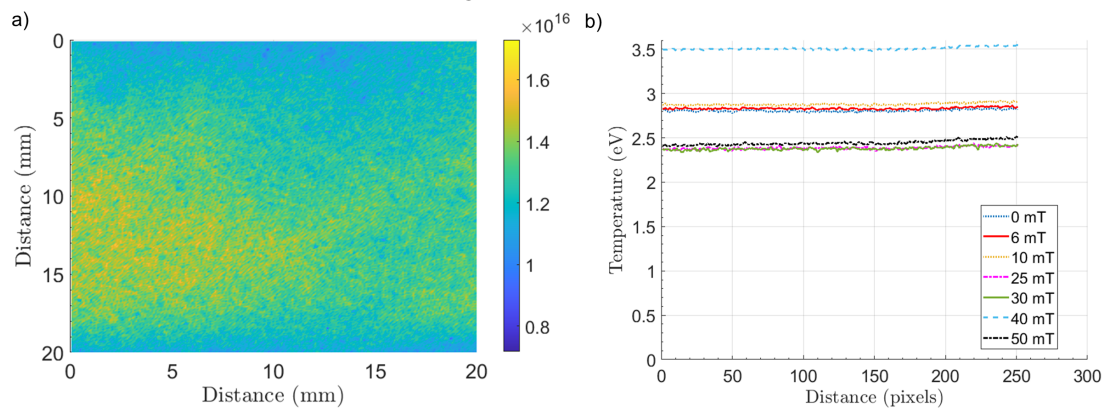 a)
×10^16
0
5
10
15
20
Distance (mm)
0 5 10 15 20
Distance (mm)
1.6
1.4
1.2
1
0.8
b)
3.5
3
2.5
2
1.5
1
0.5
0
Temperature (eV)
0 50 100 150 200 250 300
Distance (pixels)
0 mT
6 mT
10 mT
25 mT
30 mT
40 mT
50 mT